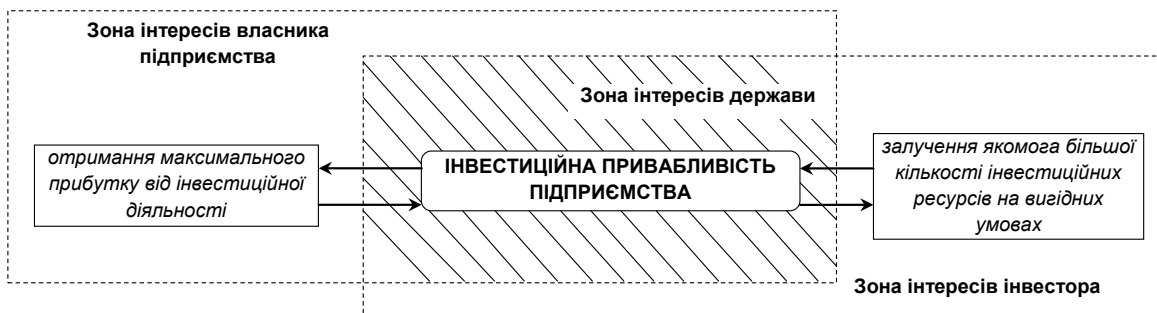 Зона інтересів власника
підприємства
Зона інтересів держави
отримання максимального
прибутку від інвестиційної
діяльності
ІНВЕСТИЦІЙНА ПРИВАБЛИВІСТЬ
ПІДПРИЄМСТВА
залучення якомога більшої
кількості інвестиційних
ресурсів на вигідних
умовах
Зона інтересів інвестора